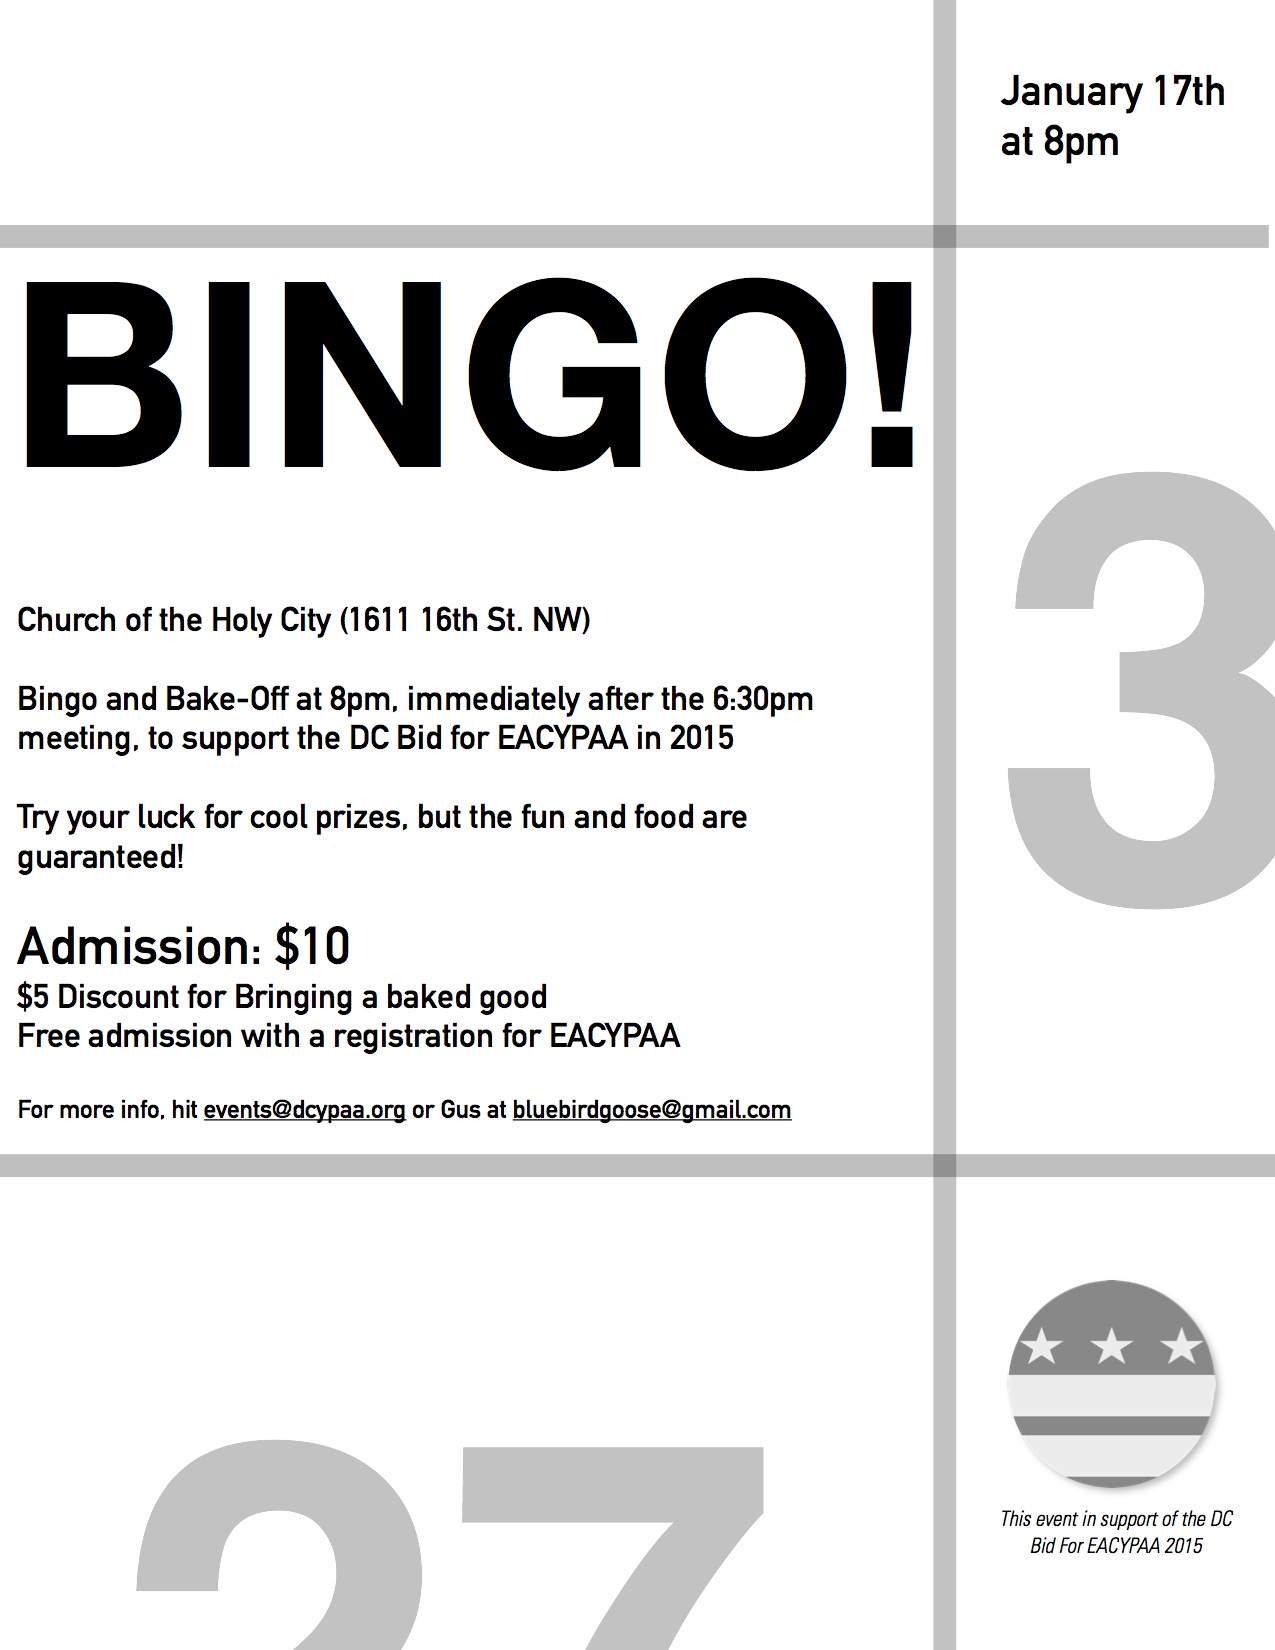 January 17th
at 8pm
BINGO!
3
Church of the Holy City (1611 16th St. NW)
Bingo and Bake-Off at 8pm, immediately after the 6:30pm
meeting, to support the DC Bid for EACYPAA in 2015
Try your luck for cool prizes, but the fun and food are
guaranteed!
Admission: $10
$5 Discount for Bringing a baked good
Free admission with a registration for EACYPAA
For more info, hit events@dcypaa.org or Gus at bluebirdgoose@gmail.com
27
This event in support of the DC
Bid For EACYPAA 2015